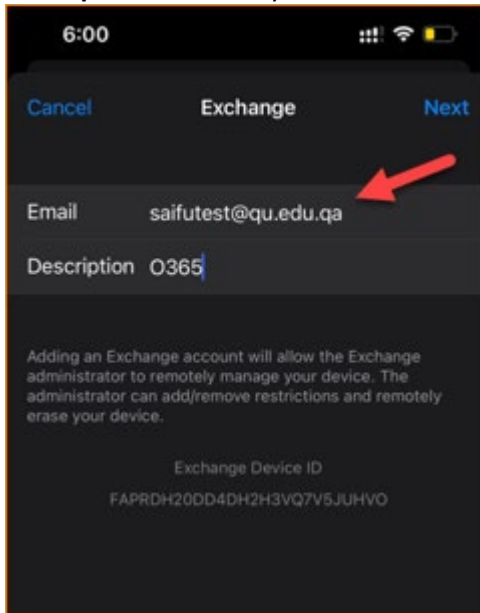 6:00
Cancel Exchange Next
Email saifutest@qu.edu.qa
Description O365
Adding an Exchange account will allow the Exchange
administrator to remotely manage your device. The
administrator can add/remove restrictions and remotely
erase your device.
Exchange Device ID
FAPRDH20DD4DH2H3VQ7V5JUHVO